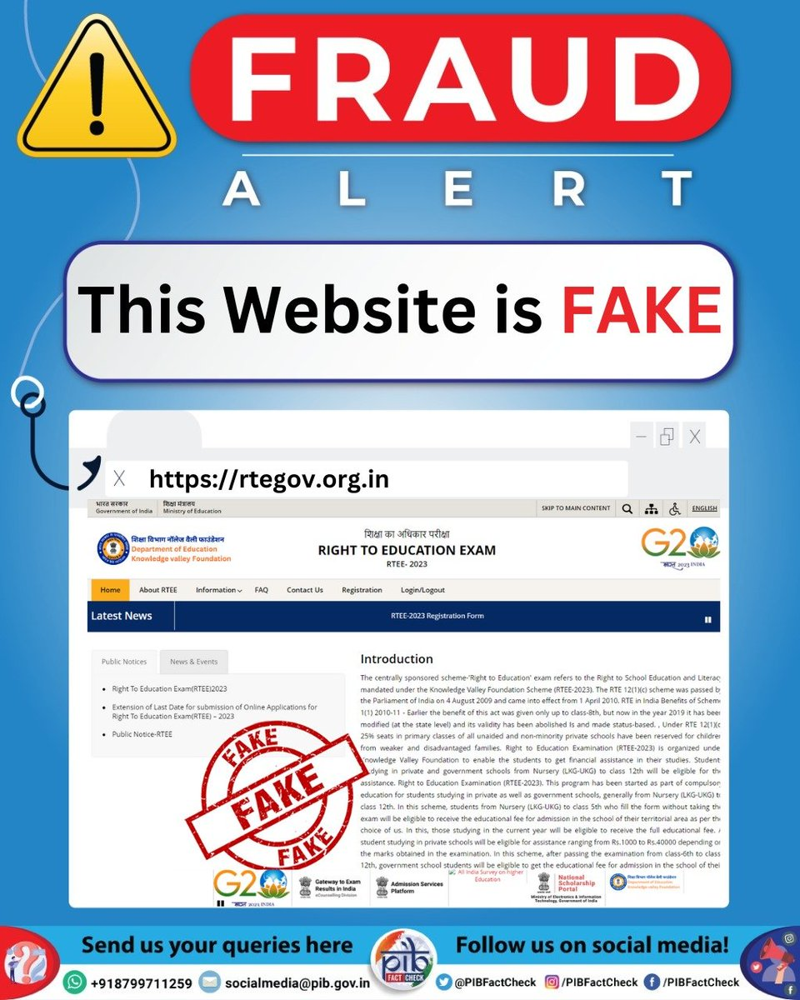 FRAUD
ALERT
This Website is FAKE
https://rtegov.org.in
भारत सरकार
Government of India
शिक्षा मंत्रालय
Ministry of Education
SKIP TO MAIN CONTENT
ENGLISH
शिक्षा विभाग नॉलेज वैली फाउंडेशन
Department of Education
Knowledge valley Foundation
शिक्षा का अधिकार परीक्षा
RIGHT TO EDUCATION EXAM
RTEE- 2023
G20
भारत 2023 INDIA
Home
About RTEE
Information
FAQ
Contact Us
Registration
Login/Logout
Latest News
RTEE-2023 Registration Form
Public Notices
News & Events
Right To Education Exam(RTEE)2023
Extension of Last Date for submission of Online Applications for
Right To Education Exam(RTEE) – 2023
Public Notice-RTEE
Introduction
The centrally sponsored scheme-'Right to Education' exam refers to the Right to School Education and Literac
mandated under the Knowledge Valley Foundation Scheme (RTEE-2023). The RTE 12(1)(c) scheme was passed b
the Parliament of India on 4 August 2009 and came into effect from 1 April 2010. RTE in India Benefits of Schem
1(1) 2010-11 - Earlier the benefit of this act was given only up to class-8th, but now in the year 2019 it has bee
modified (at the state level) and its validity has been abolished Is and made status-based. , Under RTE 12(1)(c
25% seats in primary classes of all unaided and non-minority private schools have been reserved for childre
from weaker and disadvantaged families. Right to Education Examination (RTEE-2023) is organized unde
Knowledge Valley Foundation to enable the students to get financial assistance in their studies. Student
dying in private and government schools from Nursery (LKG-UKG) to class 12th will be eligible for the
assistance. Right to Education Examination (RTEE-2023). This program has been started as part of compulsor
education for students studying in private as well as government schools, generally from Nursery (LKG-UKG) t
class 12th. In this scheme, students from Nursery (LKG-UKG) to class 5th who fill the form without taking the
exam will be eligible to receive the educational fee for admission in the school of their territorial area as per the
choice of us. In this, those studying in the current year will be eligible to receive the full educational fee. A
student studying in private schools will be eligible for assistance ranging from Rs.1000 to Rs.40000 depending o
the marks obtained in the examination. In this scheme, after passing the examination from class-6th to class
12th, government school students will be eligible to get the educational fee for admission in the school of thei
FAKE
FAKE
FAKE
G20
भारत 2023 INDIA
Gateway to Exam
Results in India
eCounselling Division
Admission Services
Platform
All India Survey on higher
Education
National
Scholarship
Portal
Ministry of Electronics & Information
Technology, Government of India
शिक्षा विभाग नॉलेज वैली फाउंडेशन
Department of Education
Knowledge valley Foundation
Send us your queries here
+918799711259
socialmedia@pib.gov.in
pib
FACT CHECK
Follow us on social media!
@PIBFactCheck
/PIBFactCheck
/PIBFactCheck